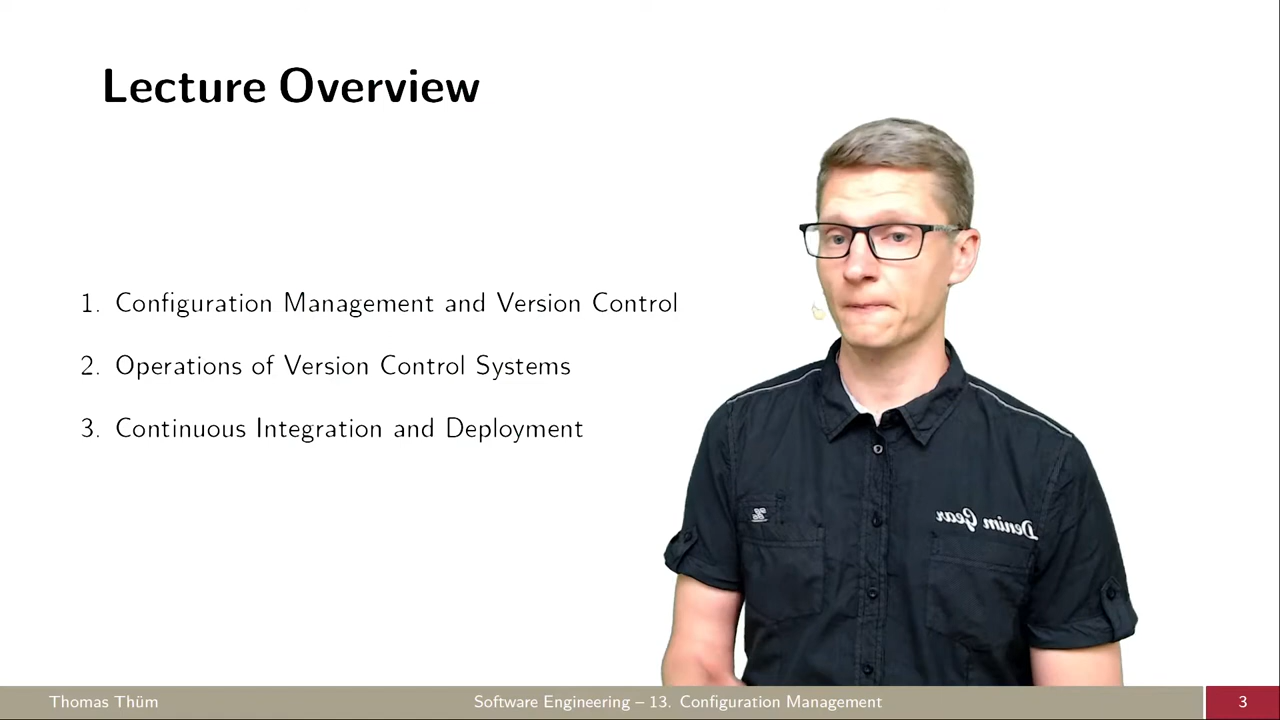 Lecture Overview
1. Configuration Management and Version Control
2. Operations of Version Control Systems
3. Continuous Integration and Deployment
Denim Gear
Thomas Thüm
Software Engineering – 13. Configuration Management
3